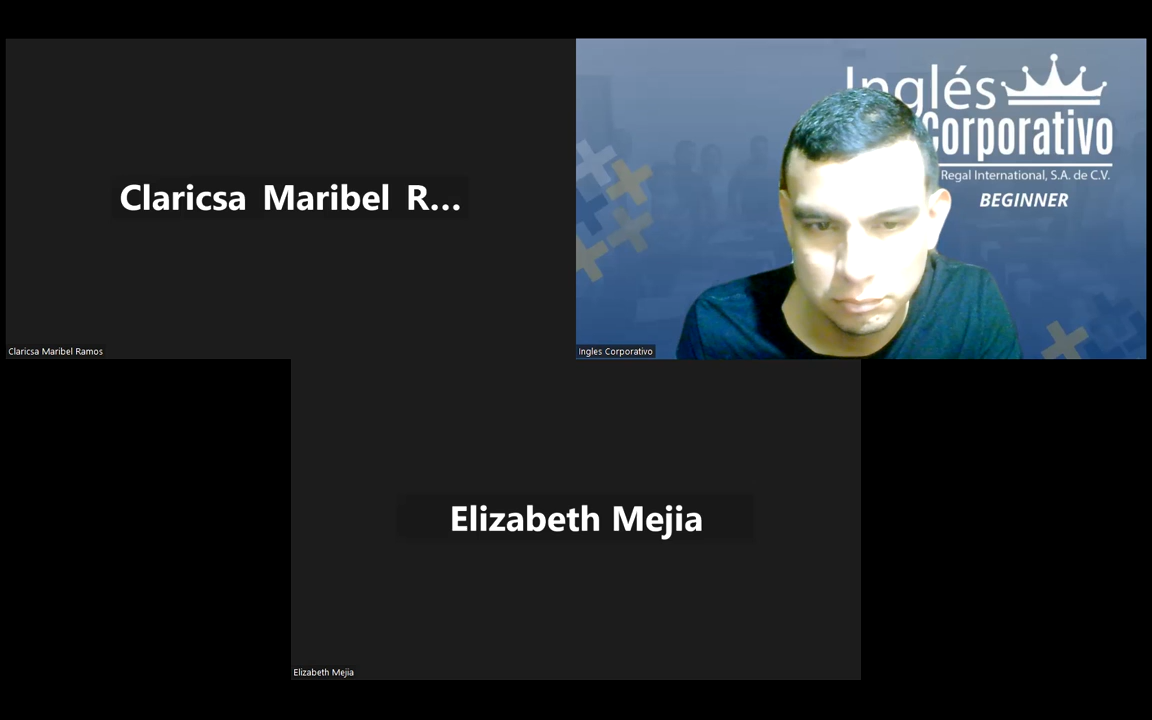 Claricsa Maribel R...
Claricsa Maribel Ramos
Inglés
Corporativo
Regal International, S.A. de C.V.
BEGINNER
Ingles Corporativo
Elizabeth Mejia
Elizabeth Mejia